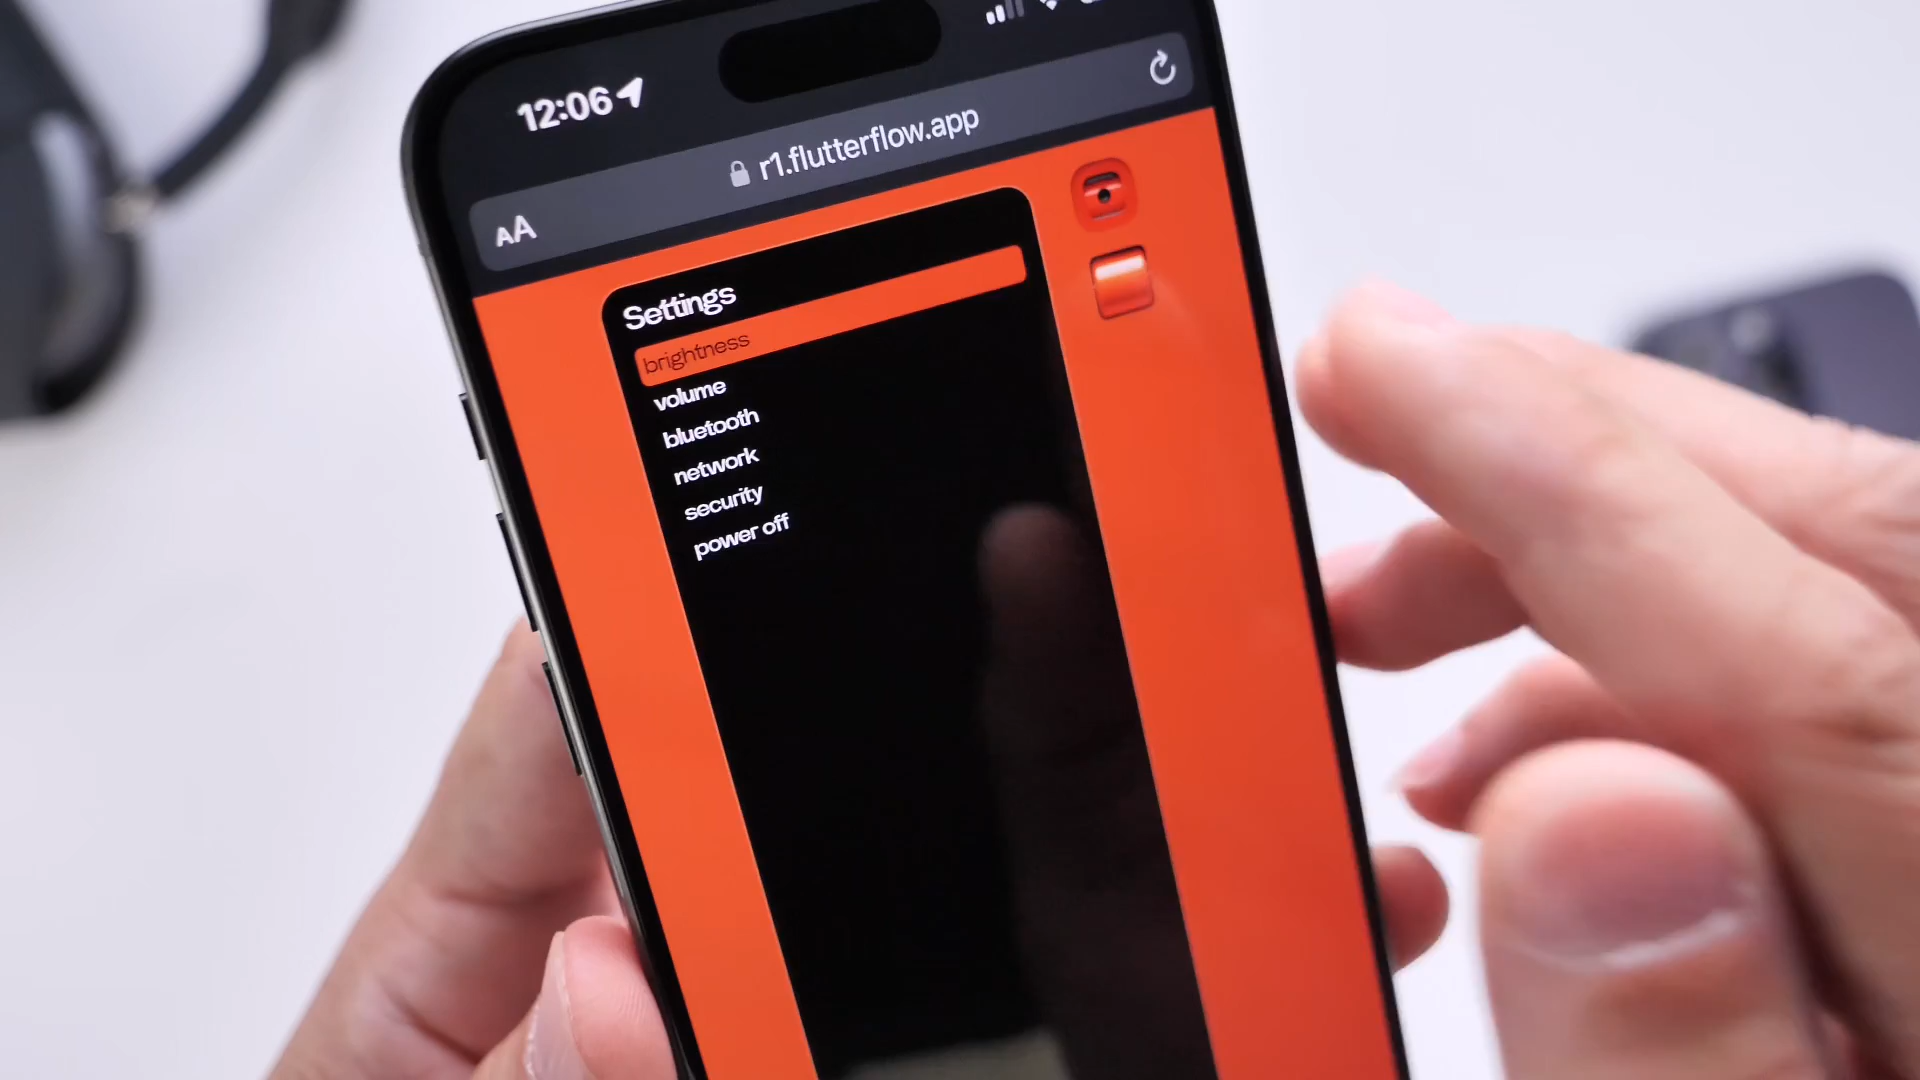 12:06
AA
r1.flutterflow.app
Settings
brightness
volume
bluetooth
network
security
power off